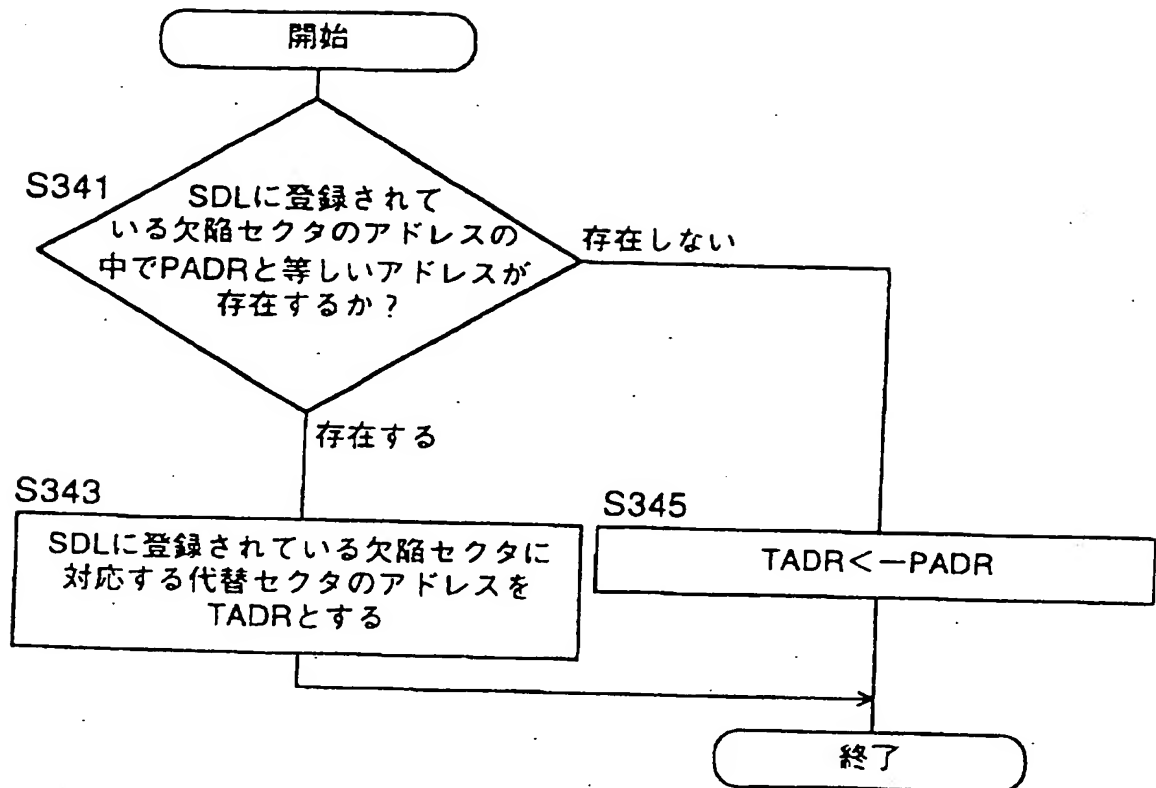 開始
S341
SDLに登録されて
いる欠陥セクタのアドレスの
中でPADRと等しいアドレスが
存在するか?
存在しない
存在する
S343
SDLに登録されている欠陥セクタに
対応する代替セクタのアドレスを
TADRとする
S345
TADR<—PADR
終了